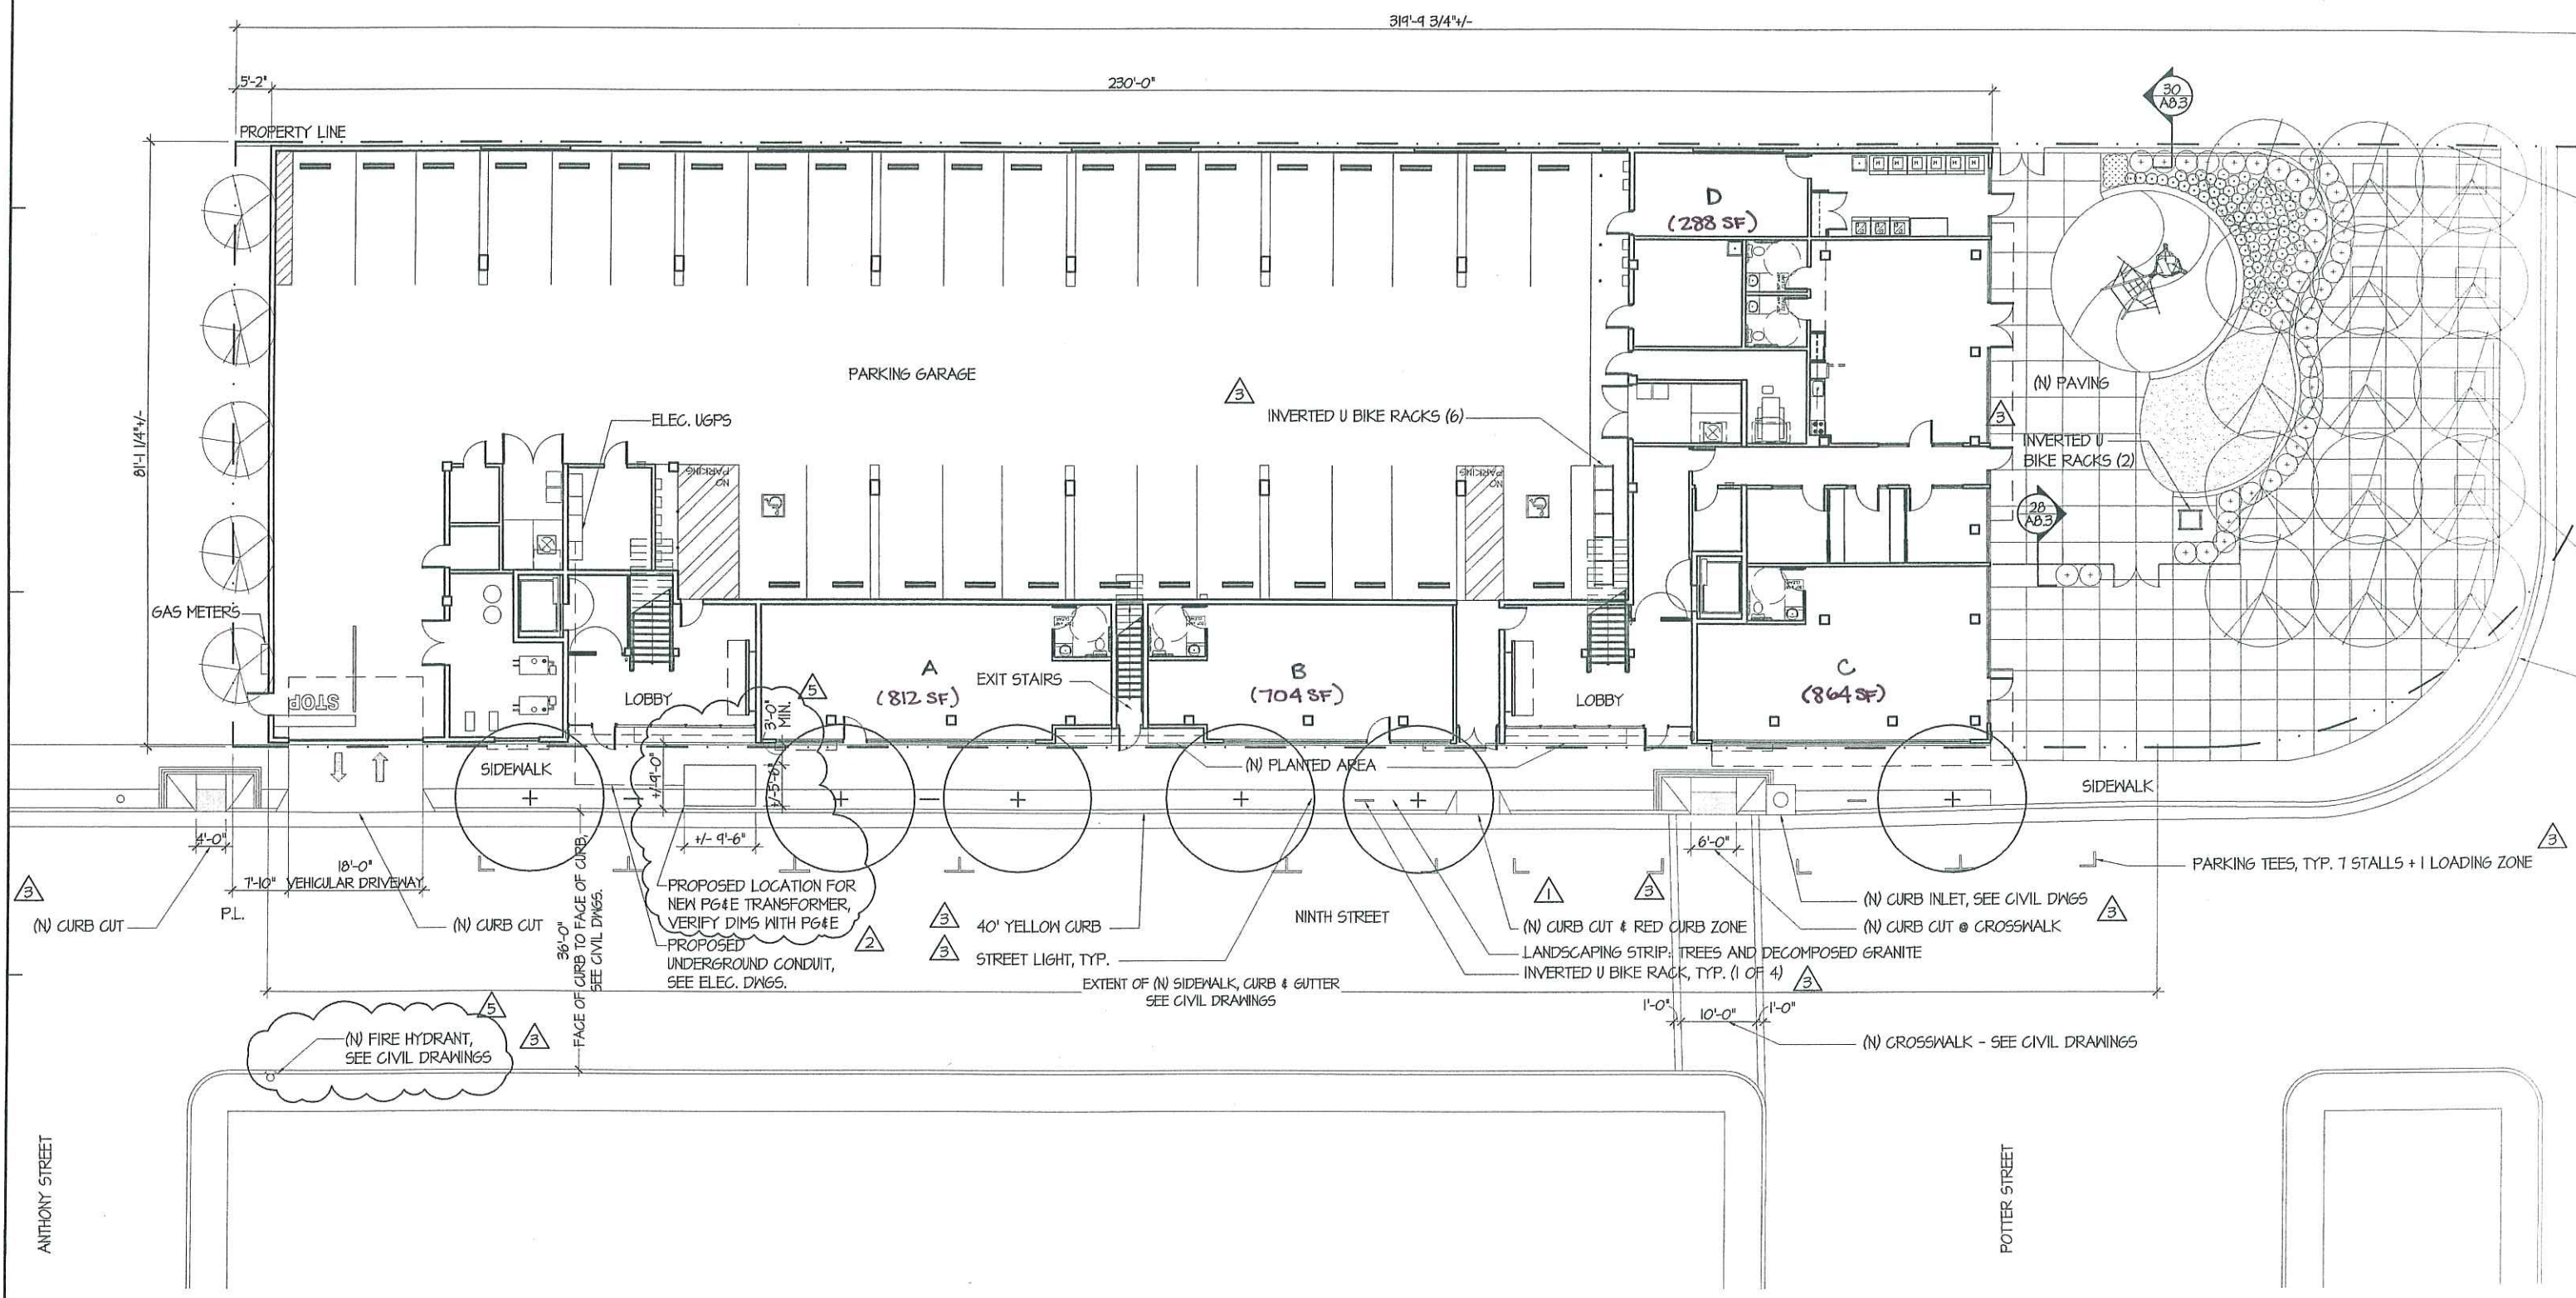 319'-9 3/4"+/-
5'-2"
230'-0"
30
A8.3
PROPERTY LINE
D
(288 SF)
81'-1 1/4"+/-
PARKING GARAGE
3
INVERTED U BIKE RACKS (6)
ELEC. UGPS
(N) PAVING
3
INVERTED U
BIKE RACKS (2)
NO
PARKING
NO
PARKING
28
A8.3
GAS METERS
STOP
LOBBY
A
(812 SF)
EXIT STAIRS
B
(704 SF)
LOBBY
C
(864 SF)
5
3'-0"
MIN.
SIDEWALK
+/-9'-0"
+/-5'-6"
(N) PLANTED AREA
SIDEWALK
4'-0"
+/- 9'-6"
6'-0"
18'-0"
7'-10"
VEHICULAR DRIVEWAY
P.L.
3
(N) CURB CUT
(N) CURB CUT
36'-0"
FACE OF CURB TO FACE OF CURB,
SEE CIVIL DWGS.
PROPOSED LOCATION FOR
NEW PG&E TRANSFORMER,
VERIFY DIMS WITH PG&E
2
PROPOSED
UNDERGROUND CONDUIT,
SEE ELEC. DWGS.
3
40' YELLOW CURB
3
STREET LIGHT, TYP.
NINTH STREET
1
3
3
PARKING TEES, TYP. 7 STALLS + 1 LOADING ZONE
(N) CURB INLET, SEE CIVIL DWGS
3
(N) CURB CUT @ CROSSWALK
(N) CURB CUT & RED CURB ZONE
LANDSCAPING STRIP: TREES AND DECOMPOSED GRANITE
INVERTED U BIKE RACK, TYP. (1 OF 4)
3
EXTENT OF (N) SIDEWALK, CURB & GUTTER
SEE CIVIL DRAWINGS
1'-0"
10'-0"
1'-0"
(N) CROSSWALK - SEE CIVIL DRAWINGS
5
3
(N) FIRE HYDRANT,
SEE CIVIL DRAWINGS
ANTHONY STREET
POTTER STREET